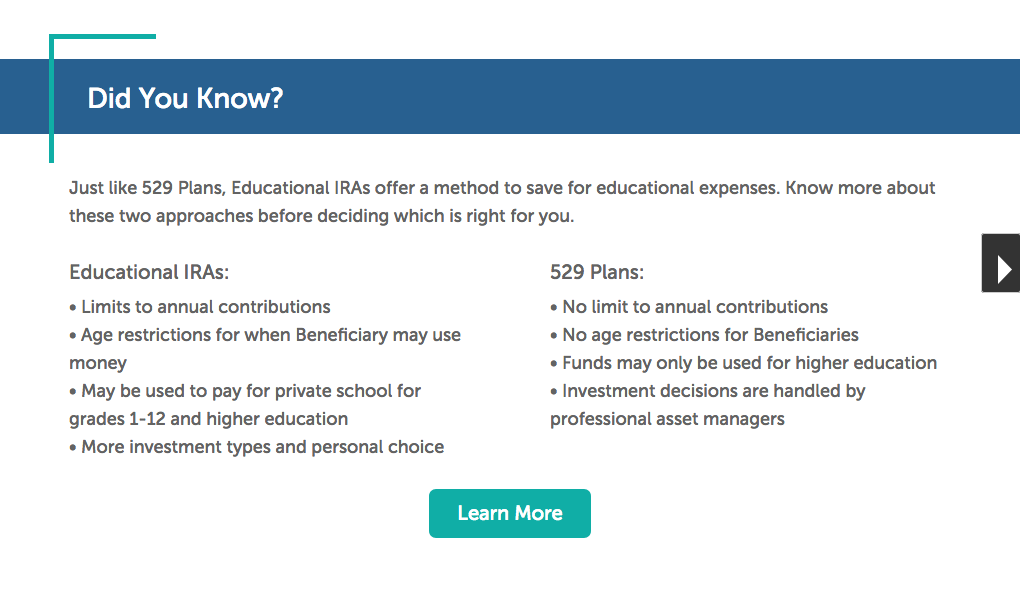 Did You Know?
Just like 529 Plans, Educational IRAs offer a method to save for educational expenses. Know more about
these two approaches before deciding which is right for you.
Educational IRAs:
• Limits to annual contributions
• Age restrictions for when Beneficiary may use
money
• May be used to pay for private school for
grades 1-12 and higher education
• More investment types and personal choice
529 Plans:
• No limit to annual contributions
• No age restrictions for Beneficiaries
• Funds may only be used for higher education
• Investment decisions are handled by
professional asset managers
Learn More